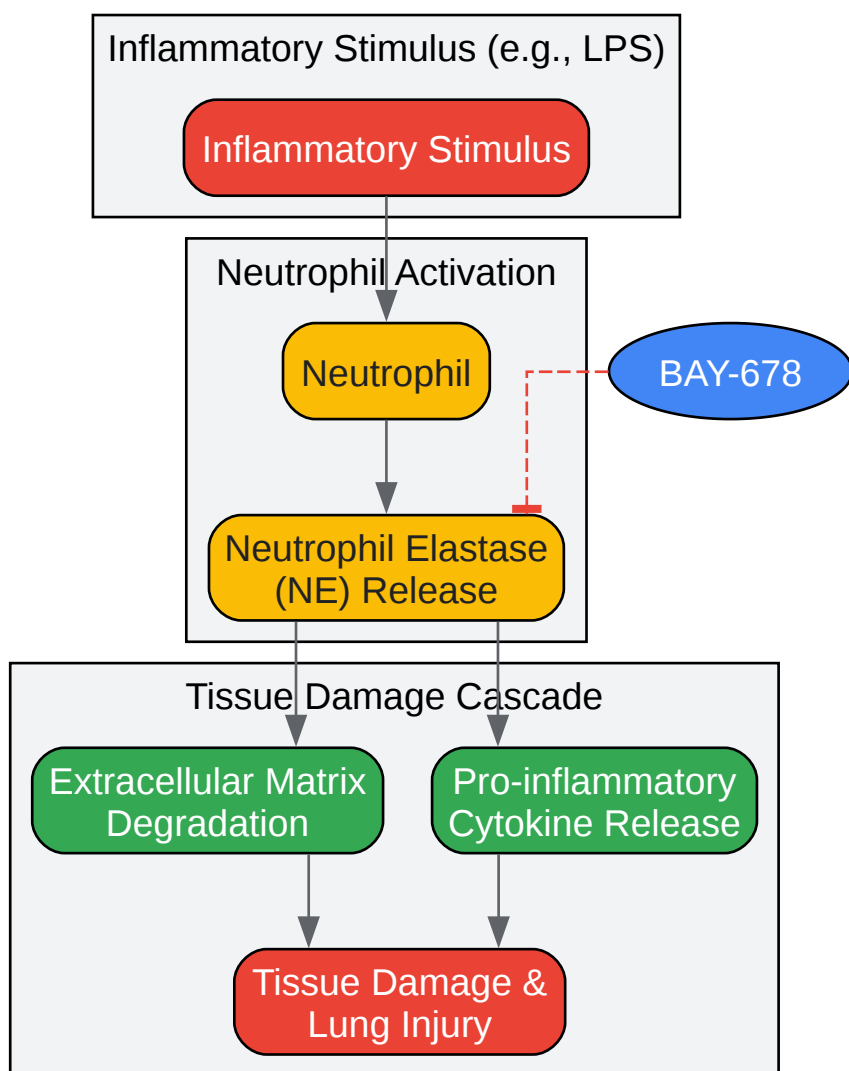 Inflammatory Stimulus (e.g., LPS)
Inflammatory Stimulus
Neutrophil Activation
Neutrophil
BAY-678
Neutrophil Elastase
(NE) Release
Tissue Damage Cascade
Extracellular Matrix
Degradation
Pro-inflammatory
Cytokine Release
Tissue Damage &
Lung Injury